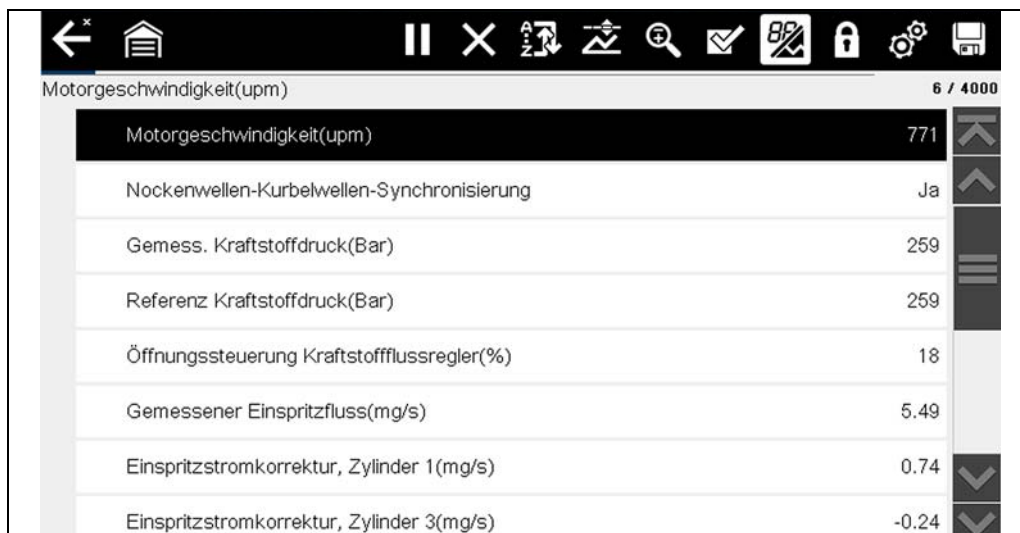 Motorgeschwindigkeit(upm) 6 / 4000
Motorgeschwindigkeit(upm) 771
Nockenwellen-Kurbelwellen-Synchronisierung Ja
Gemess. Kraftstoffdruck(Bar) 259
Referenz Kraftstoffdruck(Bar) 259
Öffnungssteuerung Kraftstoffflussregler(%) 18
Gemessener Einspritzfluss(mg/s) 5.49
Einspritzstromkorrektur, Zylinder 1(mg/s) 0.74
Einspritzstromkorrektur, Zylinder 3(mg/s) -0.24